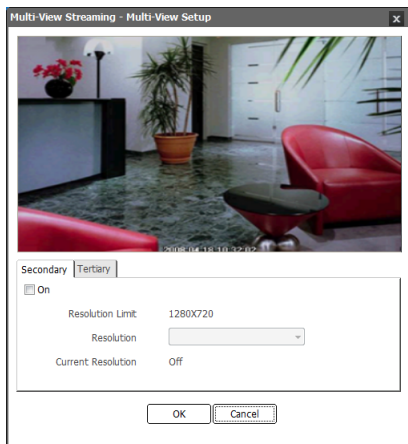 Multi-View Streaming - Multi-View Setup
x
2008.04.18 10:32:02
Secondary Tertiary
On
Resolution Limit 1280X720
Resolution
Current Resolution Off
OK Cancel